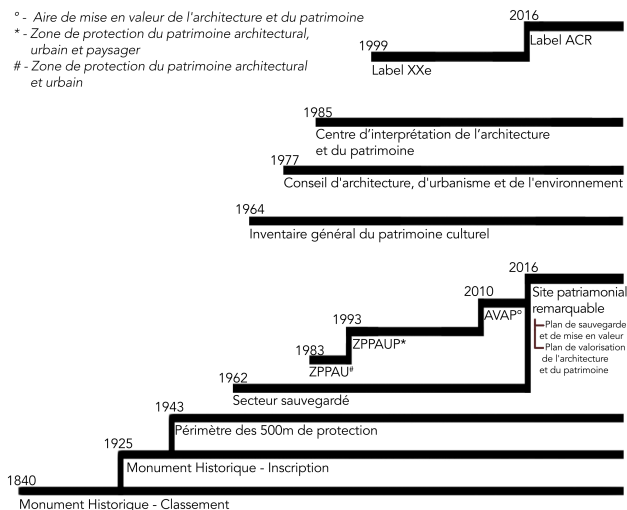 ° - Aire de mise en valeur de l'architecture et du patrimoine
* - Zone de protection du patrimoine architectural,
urbain et paysager
# - Zone de protection du patrimoine architectural
et urbain
2016
Label ACR
1999
Label XXe
1985
Centre d'interprétation de l'architecture
et du patrimoine
1977
Conseil d'architecture, d'urbanisme et de l'environnement
1964
Inventaire général du patrimoine culturel
2016
Site patriamonial
remarquable
Plan de sauvegarde
et de mise en valeur
Plan de valorisation
de l'architecture
et du patrimoine
2010
AVAP°
1993
ZPPAUP*
1983
ZPPAU#
1962
Secteur sauvegardé
1943
Périmètre des 500m de protection
1925
Monument Historique - Inscription
1840
Monument Historique - Classement